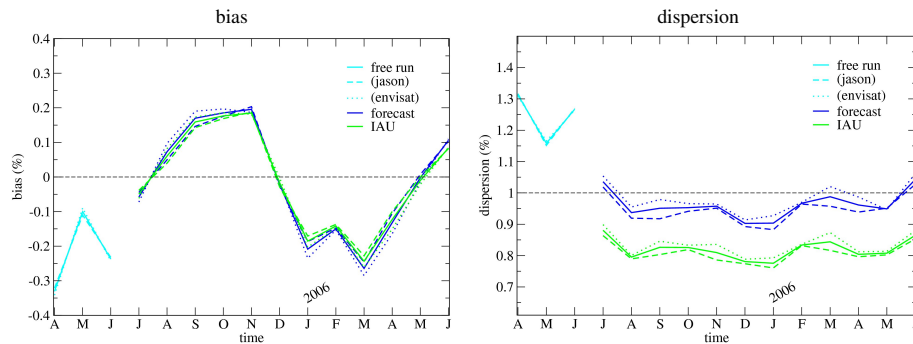 bias
dispersion
0.4
0.3
0.2
0.1
0
-0.1
-0.2
-0.3
-0.4
bias (%)
free run
(jason)
(envisat)
forecast
IAU
2006
A M J J A S O N D J F M A M J
time
1.4
1.3
1.2
1.1
1
0.9
0.8
0.7
dispersion (%)
free run
(jason)
(envisat)
forecast
IAU
2006
A M J J A S O N D J F M A M
time